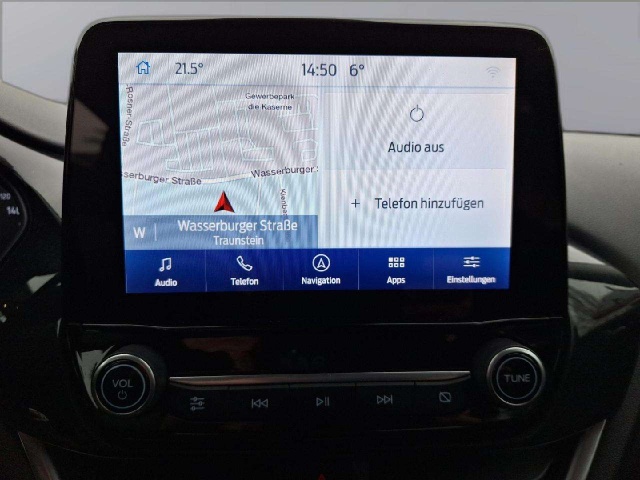 21.5°
14:50 6°
Gewerbepark
die Kaserne
Rosner-Straße
Wasserburger Straße
Wasserburger
Audio aus
+ Telefon hinzufügen
W | Wasserburger Straße
Traunstein
Audio
Telefon
Navigation
Apps
Einstellungen
120
VOL
TUNE